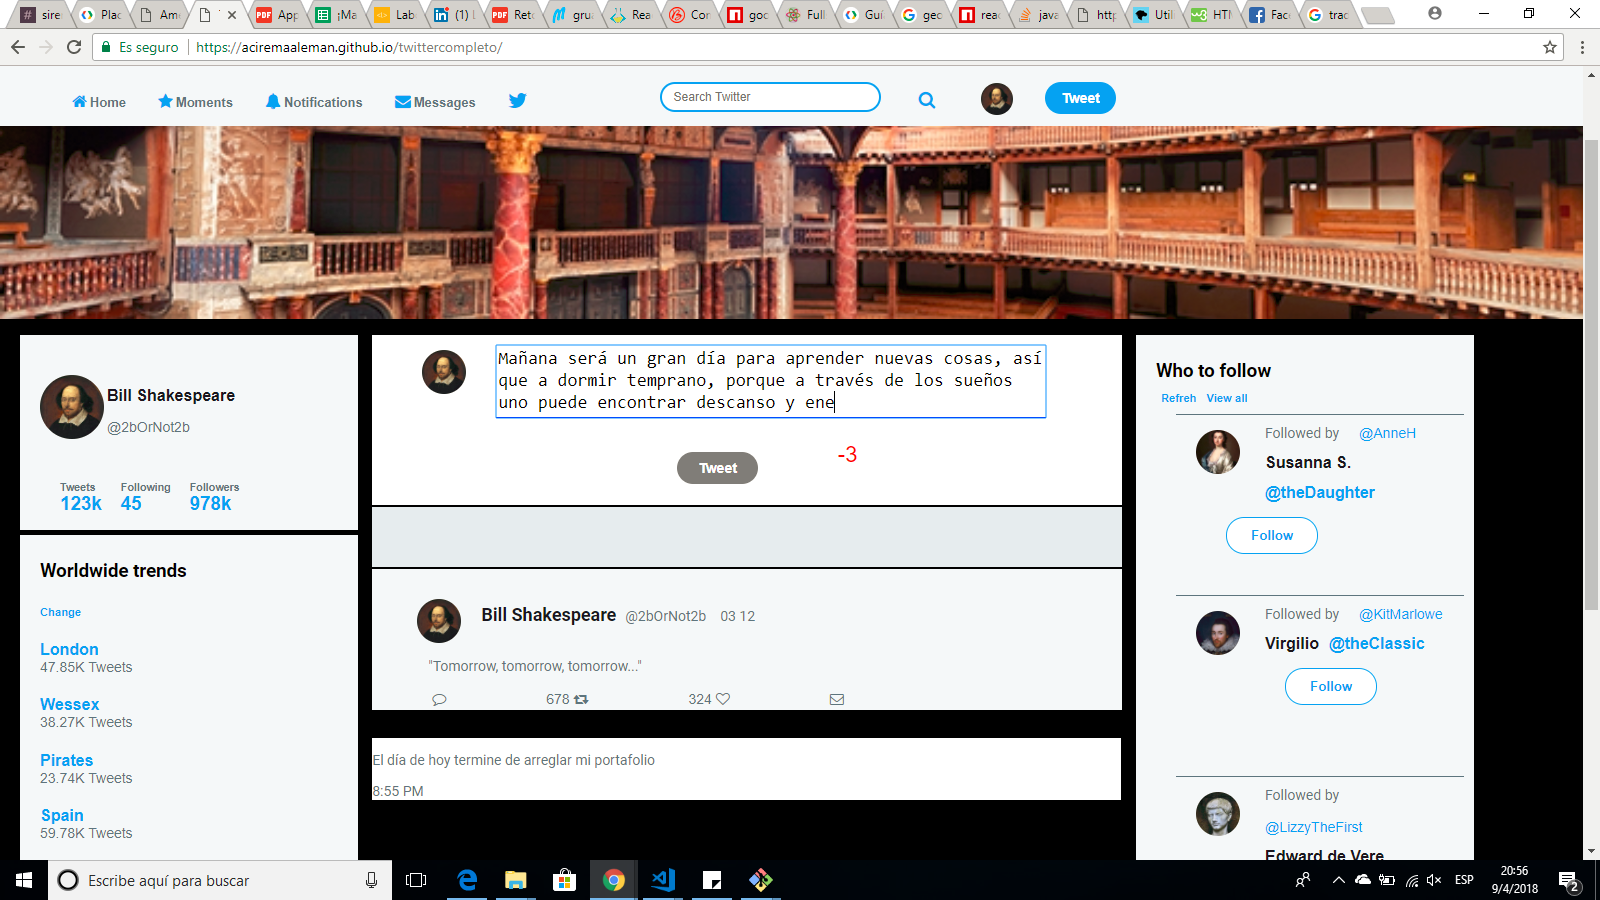 sire
Plac
Ame
App
¡Ma
Lab
(1) L
Ret
gru
Rea
Cor
goc
Full
Guí
geo
reac
java
http
Util
HTM
Face
trac
Es seguro
https://aciremaaleman.github.io/twittercompleto/
Home
Moments
Notifications
Messages
Search Twitter
Tweet
Bill Shakespeare
@2bOrNot2b
Tweets Following Followers
123k 45 978k
Worldwide trends
Change
London
47.85K Tweets
Wessex
38.27K Tweets
Pirates
23.74K Tweets
Spain
59.78K Tweets
Mañana será un gran día para aprender nuevas cosas, así
que a dormir temprano, porque a través de los sueños
uno puede encontrar descanso y ene
Tweet
-3
Bill Shakespeare @2bOrNot2b 03 12
"Tomorrow, tomorrow, tomorrow..."
678
324
El día de hoy termine de arreglar mi portafolio
8:55 PM
Who to follow
Refreh View all
Followed by @AnneH
Susanna S.
@theDaughter
Follow
Followed by @KitMarlowe
Virgilio @theClassic
Follow
Followed by
@LizzyTheFirst
Edward de Vere
Escribe aquí para buscar
ESP
20:56
9/4/2018
2